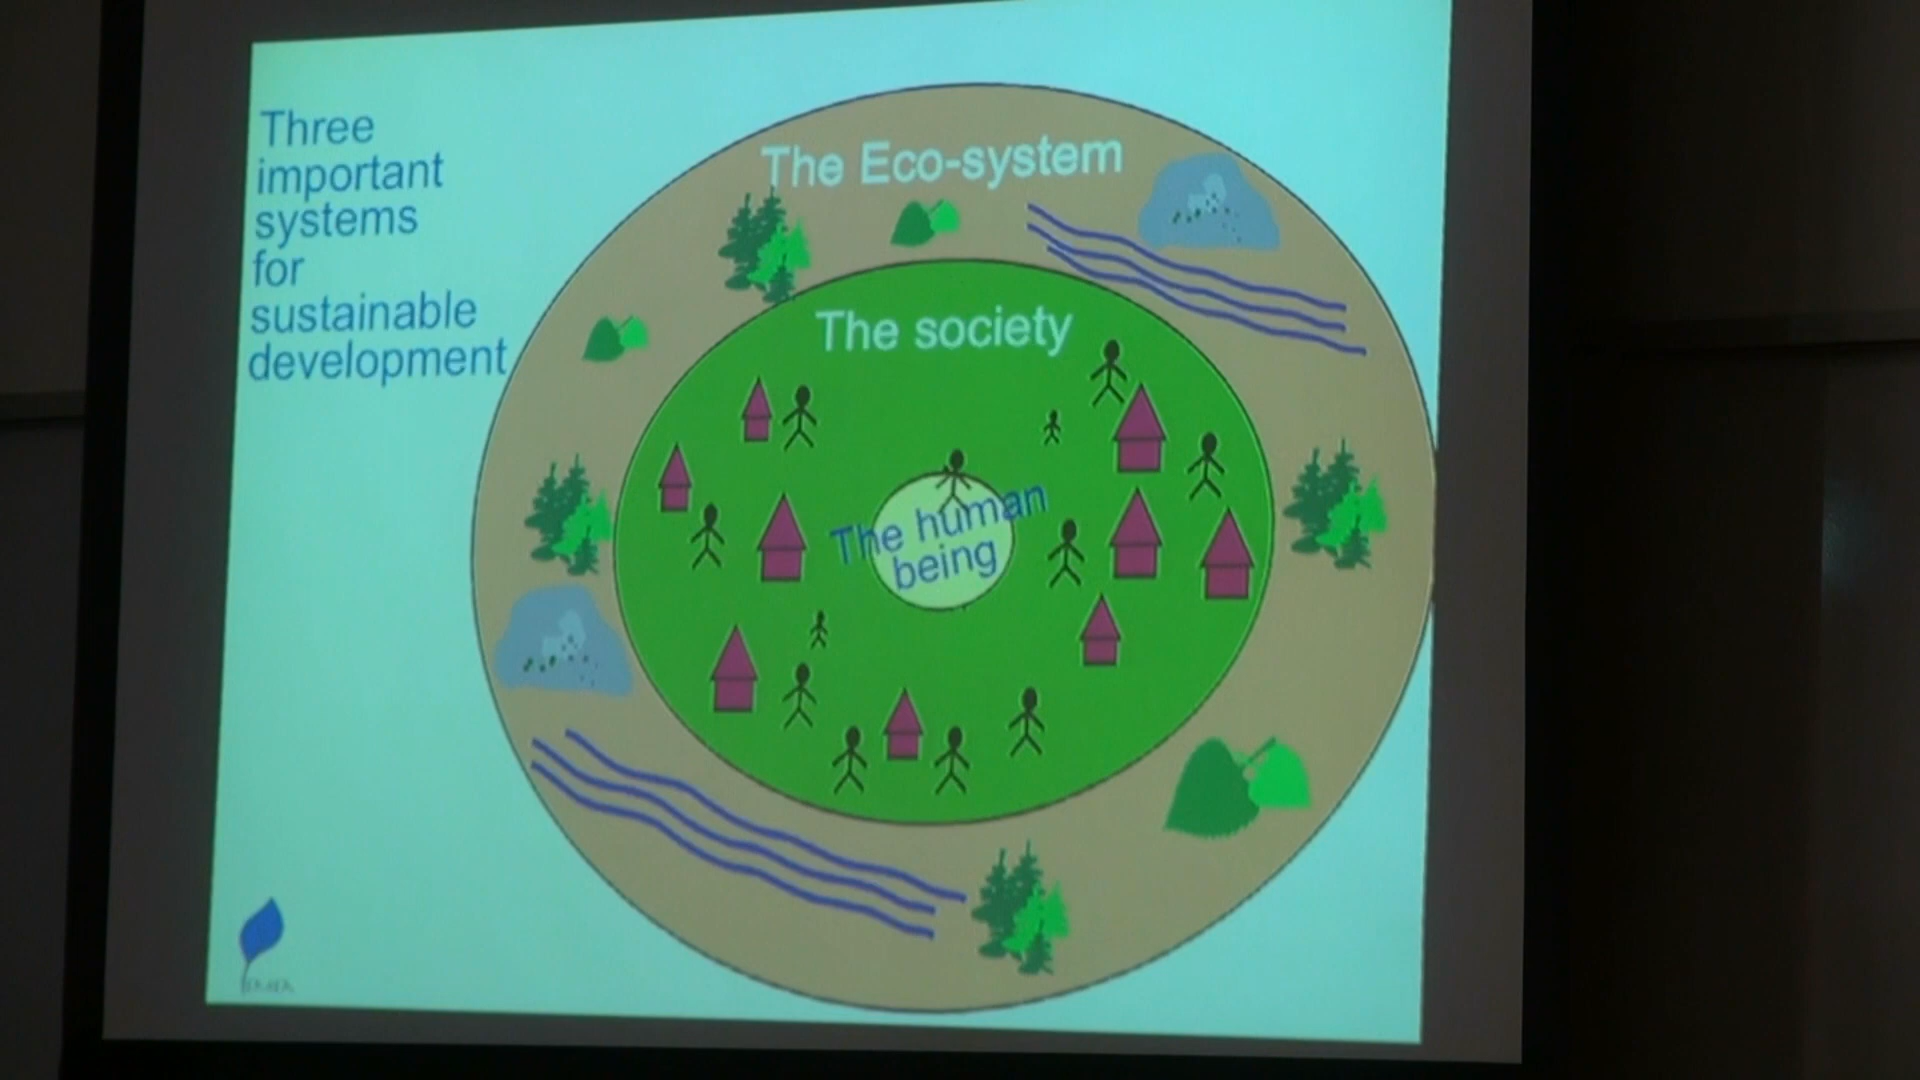 Three
important
systems
for
sustainable
development
The Eco-system
The society
The human
being